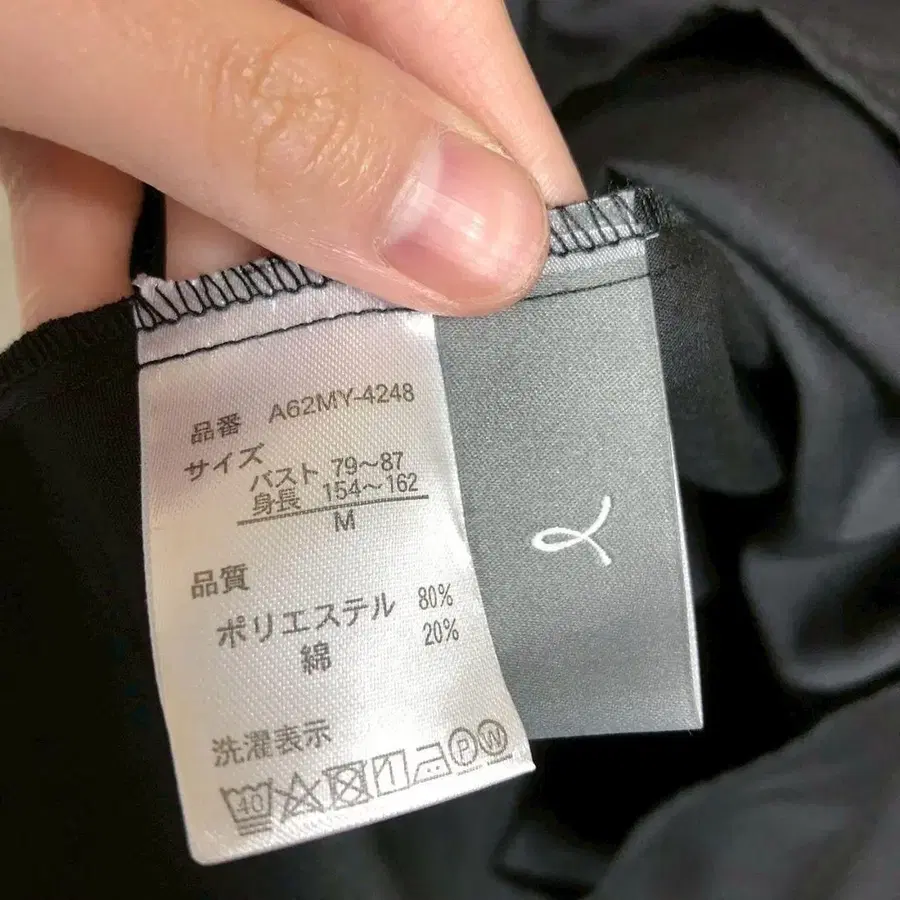 品番 A62MY-4248
サイズ
バスト 79～87
身長 154～162
M
品質
ポリエステル 80%
綿 20%
洗濯表示
40 P W